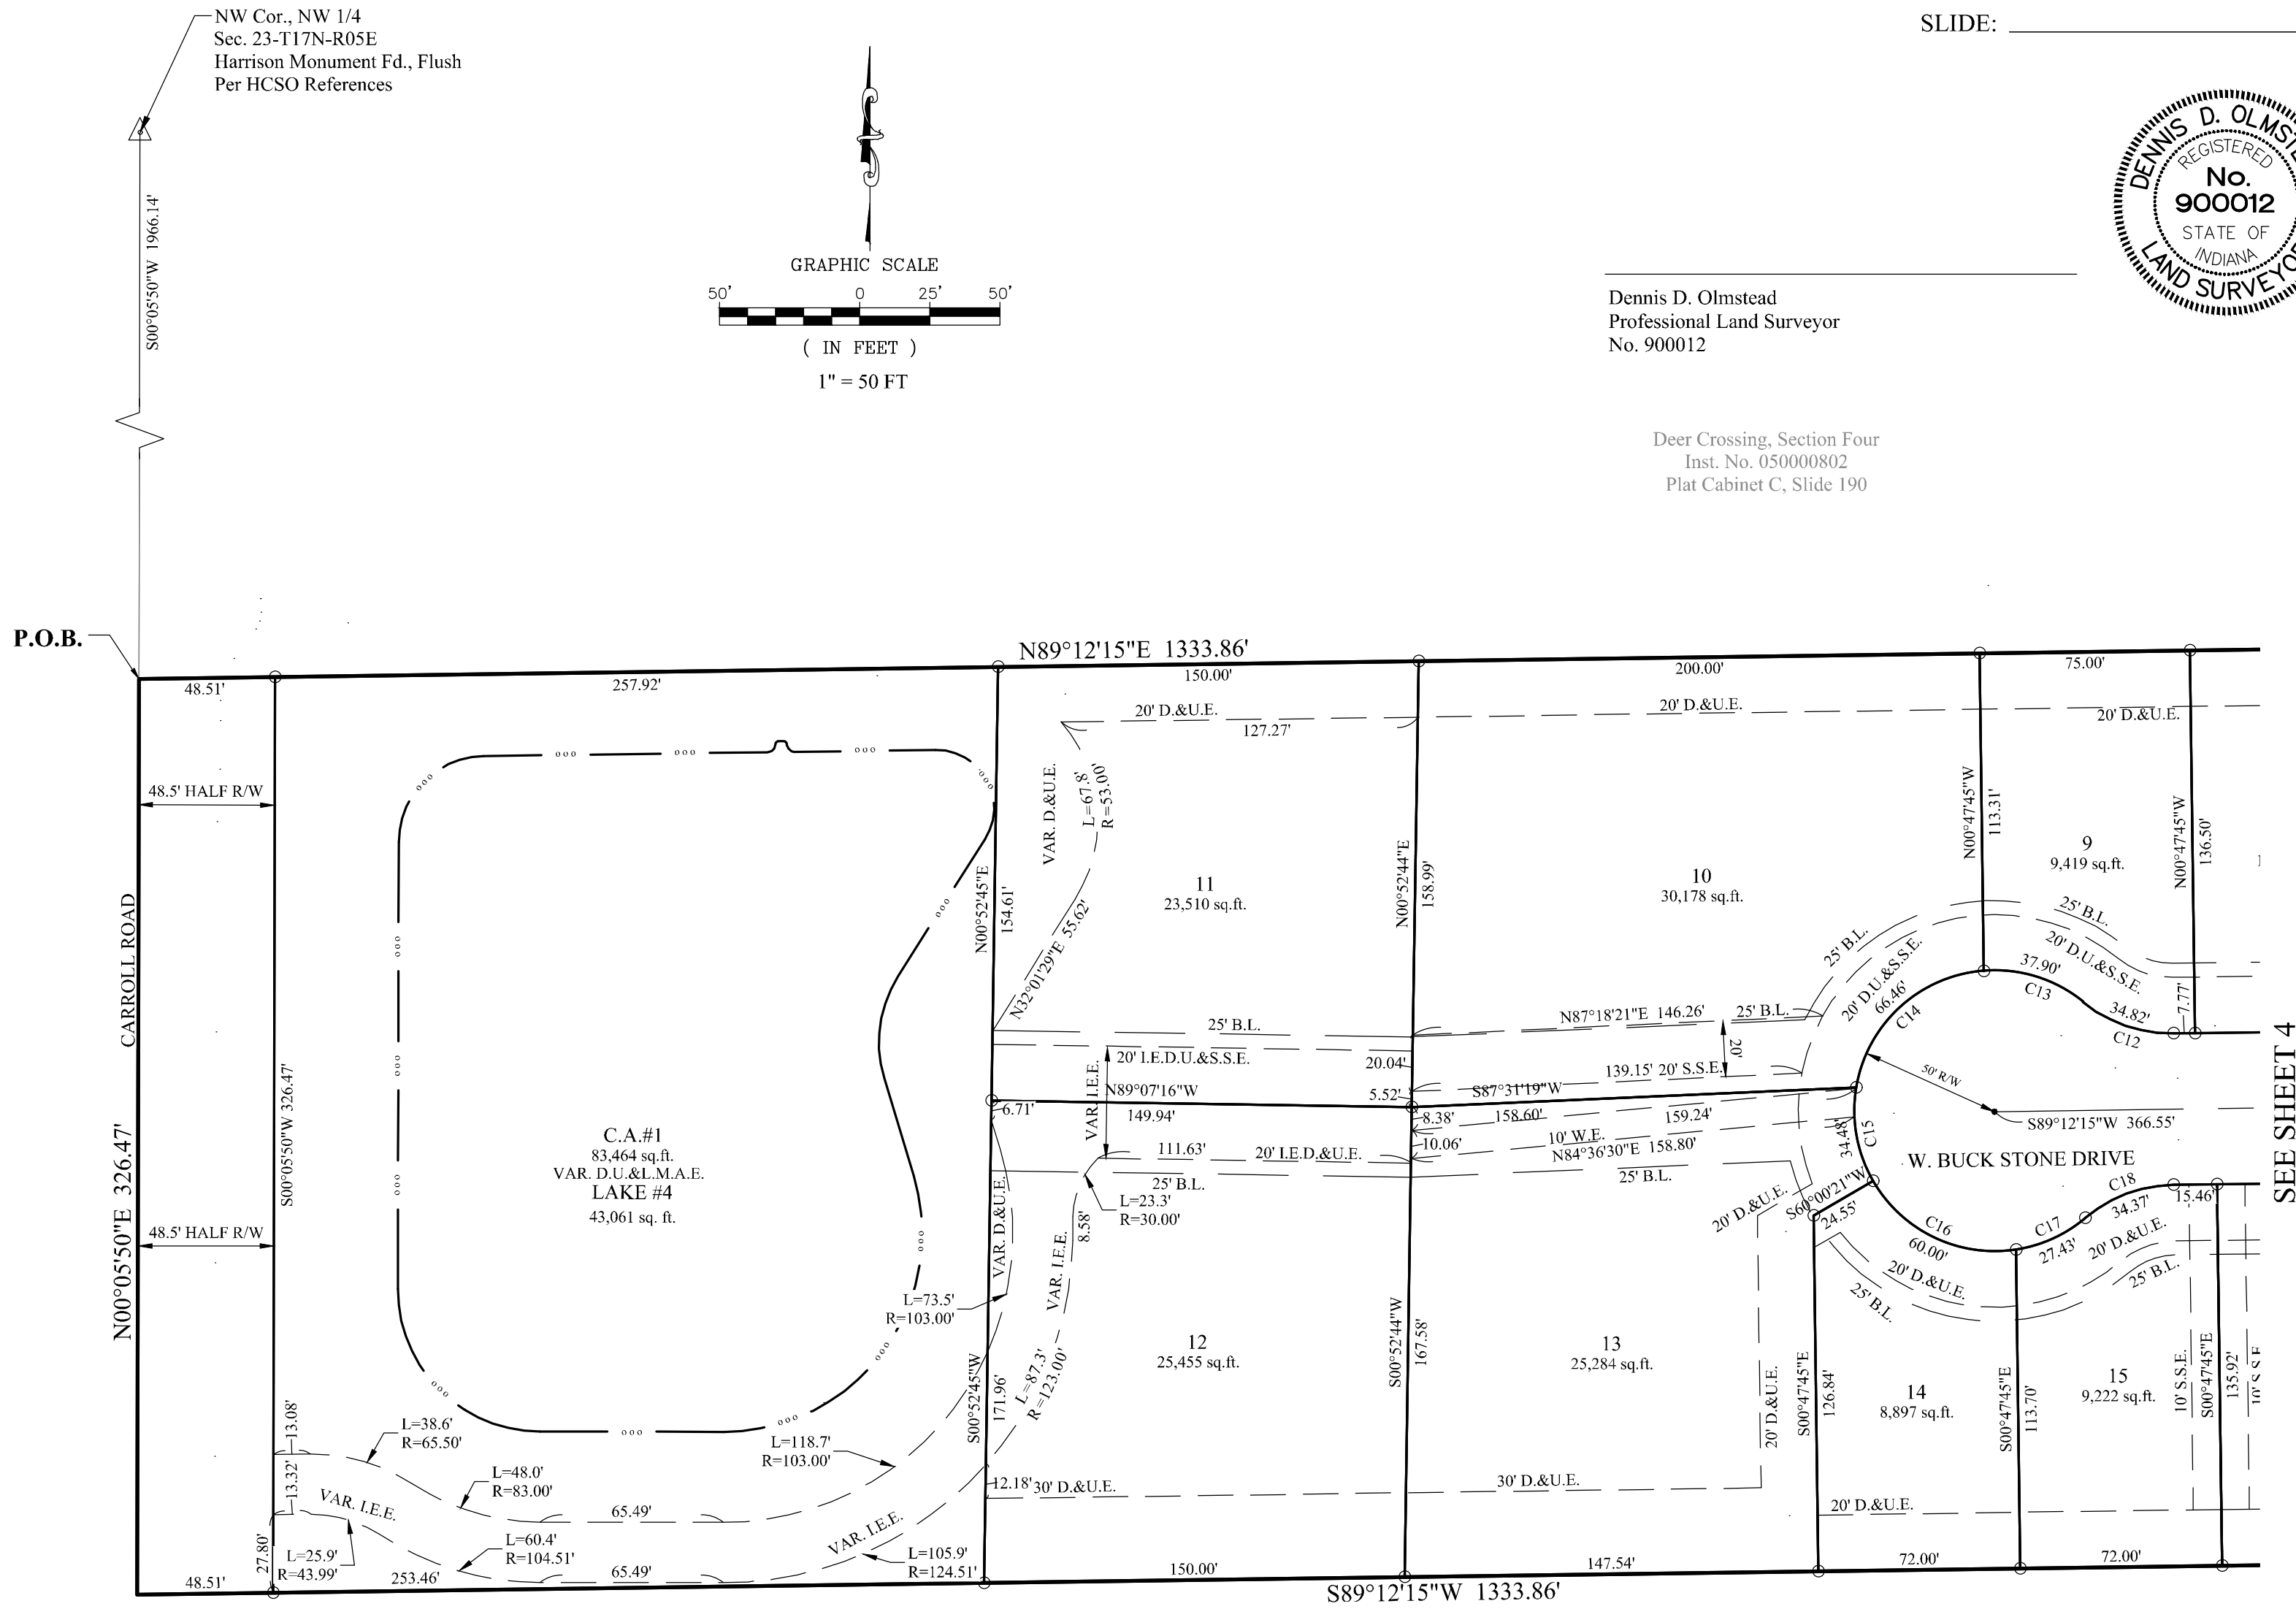 NW Cor., NW 1/4
Sec. 23-T17N-R05E
Harrison Monument Fd., Flush
Per HCSO References
S00°05'50"W 1966.14'
GRAPHIC SCALE
50' 0 25' 50'
( IN FEET )
1" = 50 FT
SLIDE:
DENNIS D.
REGISTERED
No.
900012
STATE OF
INDIANA
LAND
Dennis D. Olmstead
Professional Land Surveyor
No. 900012
Deer Crossing, Section Four
Inst. No. 050000802
Plat Cabinet C, Slide 190
P.O.B.
N89°12'15"E 1333.86'
48.51'
257.92'
150.00'
200.00'
75.00'
20' D.&U.E.
127.27'
20' D.&U.E.
20' D.&U.E.
48.5' HALF R/W
CARROLL ROAD
N00°05'50"E 326.47'
S00°05'50"W 326.47'
48.5' HALF R/W
C.A.#1
83,464 sq.ft.
VAR. D.U.&L.M.A.E.
LAKE #4
43,061 sq. ft.
N00°52'45"E
154.61'
VAR. D.&U.E.
L=67.8'
R=53.00'
N32°01'29"E 55.62'
11
23,510 sq.ft.
N00°52'44"E
158.99'
10
30,178 sq.ft.
N00°47'45"W
113.31'
9
9,419 sq.ft.
N00°47'45"W
136.50'
25' B.L.
20' D.U.&S.S.E.
25' B.L.
20' D.U.&S.S.E.
66.46'
C14
37.90'
C13
34.82'
C12
7.77'
25' B.L.
20' I.E.D.U.&S.S.E.
20.04'
N87°18'21"E 146.26'
25' B.L.
20'
139.15' 20' S.S.E.
N89°07'16"W
149.94'
6.71'
VAR. I.E.E.
5.52'
S87°31'19"W
8.38'
158.60'
159.24'
10.06'
10' W.E.
N84°36'30"E 158.80'
111.63'
20' I.E.D.&U.E.
25' B.L.
25' B.L.
50' R/W
S89°12'15"W 366.55'
34.48'
C15
W. BUCK STONE DRIVE
SEE SHEET 4
20' D.&U.E.
S60°00'21"W
24.55'
C16
60.00'
C17
27.43'
C18
34.37'
15.46'
20' D.&U.E.
25' B.L.
20' D.&U.E.
25' B.L.
L=23.3'
R=30.00'
8.58'
VAR. D.&U.E.
VAR. I.E.E.
L=73.5'
R=103.00'
L=87.3'
R=123.00'
S00°52'45"W
171.96'
12
25,455 sq.ft.
S00°52'44"W
167.58'
13
25,284 sq.ft.
20' D.&U.E.
S00°47'45"E
126.84'
14
8,897 sq.ft.
S00°47'45"E
113.70'
15
9,222 sq.ft.
10' S.S.E.
S00°47'45"E
135.92'
13.08'
13.32'
27.80'
L=38.6'
R=65.50'
L=48.0'
R=83.00'
L=118.7'
R=103.00'
VAR. I.E.E.
65.49'
12.18' 30' D.&U.E.
30' D.&U.E.
20' D.&U.E.
VAR. I.E.E.
L=25.9'
R=43.99'
L=60.4'
R=104.51'
L=105.9'
R=124.51'
48.51'
253.46'
65.49'
150.00'
147.54'
72.00'
72.00'
S89°12'15"W 1333.86'